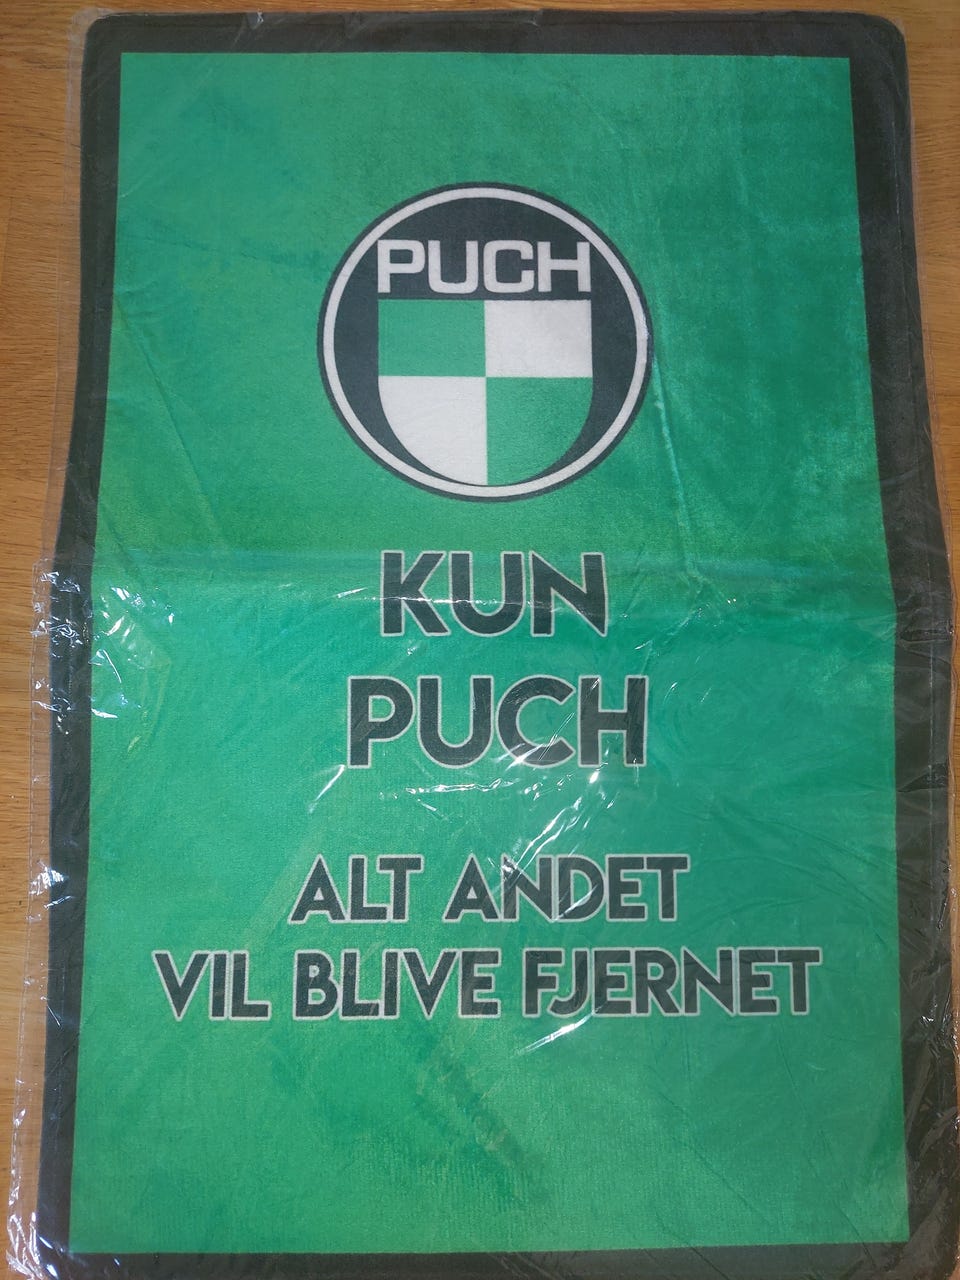 PUCH
KUN
PUCH
ALT ANDET
VIL BLIVE FJERNET